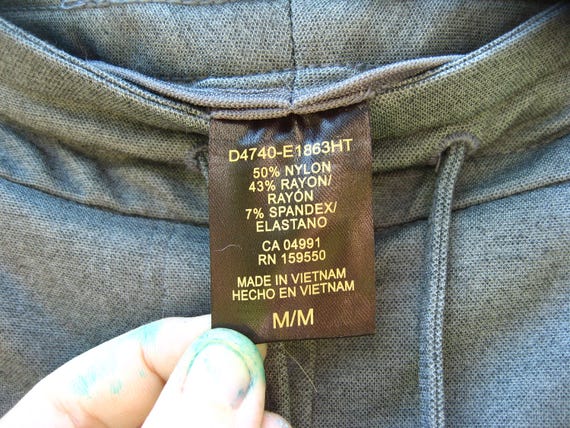 D4740-E1863HT
50% NYLON
43% RAYON/
RAYÓN
7% SPANDEX/
ELASTANO
CA 04991
RN 159550
MADE IN VIETNAM
HECHO EN VIETNAM
M/M